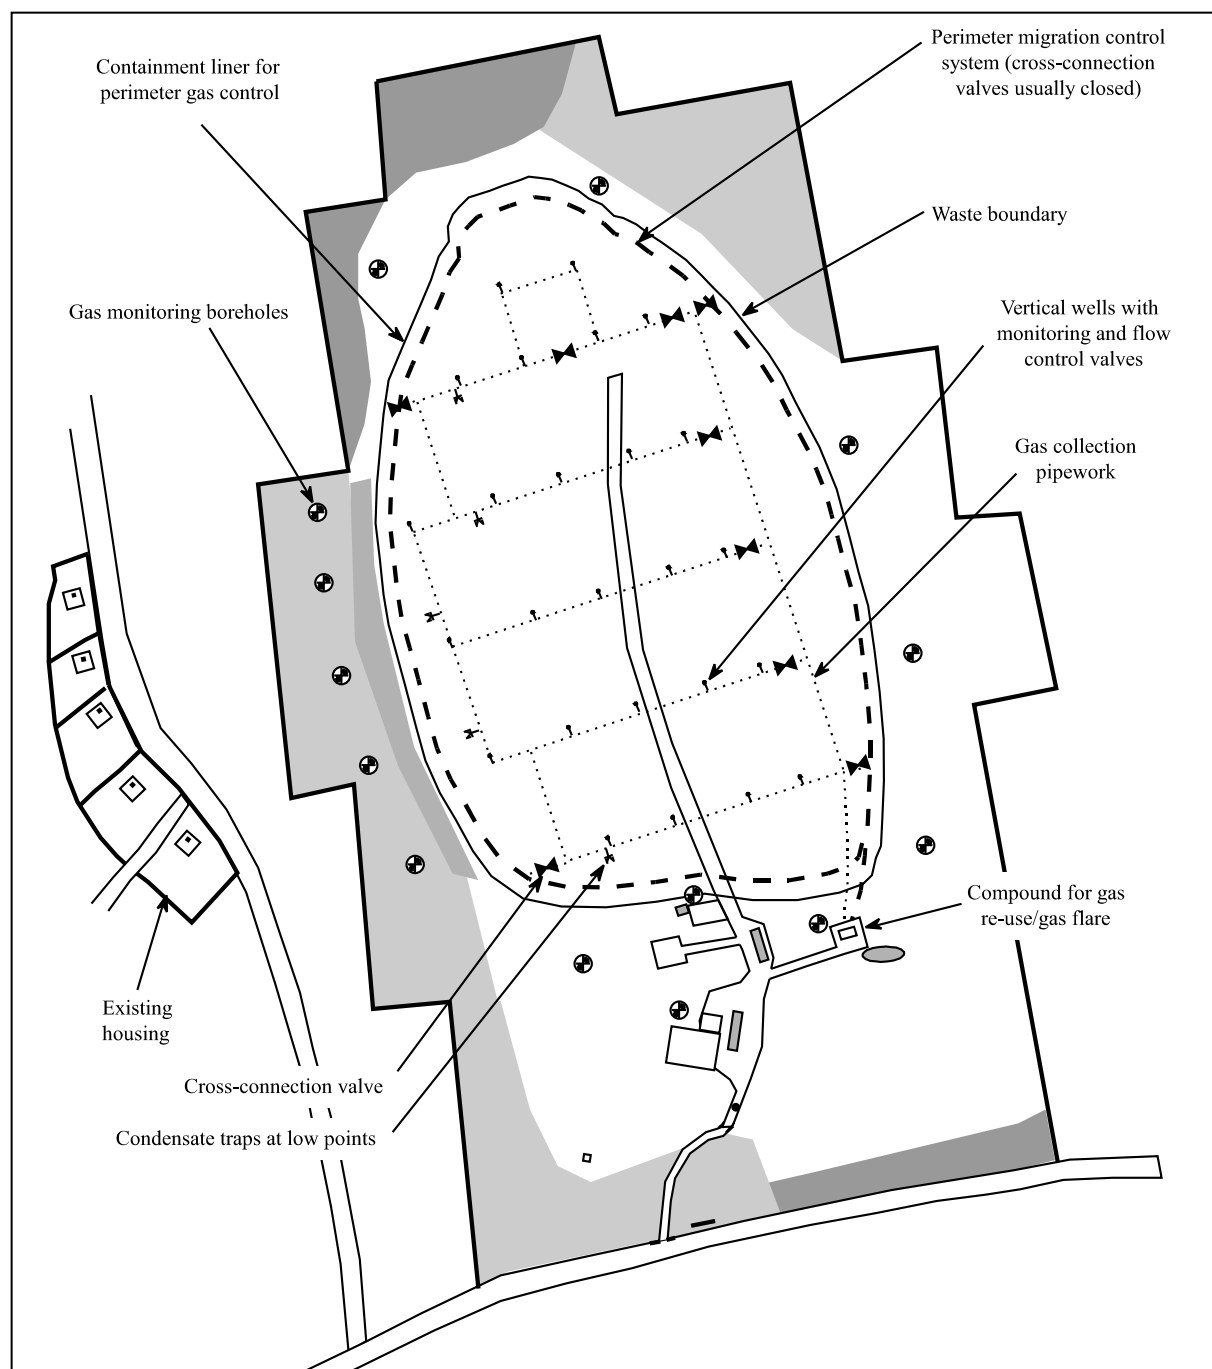 Containment liner for
perimeter gas control
Perimeter migration control
system (cross-connection
valves usually closed)
Waste boundary
Gas monitoring boreholes
Vertical wells with
monitoring and flow
control valves
Gas collection
pipework
Compound for gas
re-use/gas flare
Existing
housing
Cross-connection valve
Condensate traps at low points